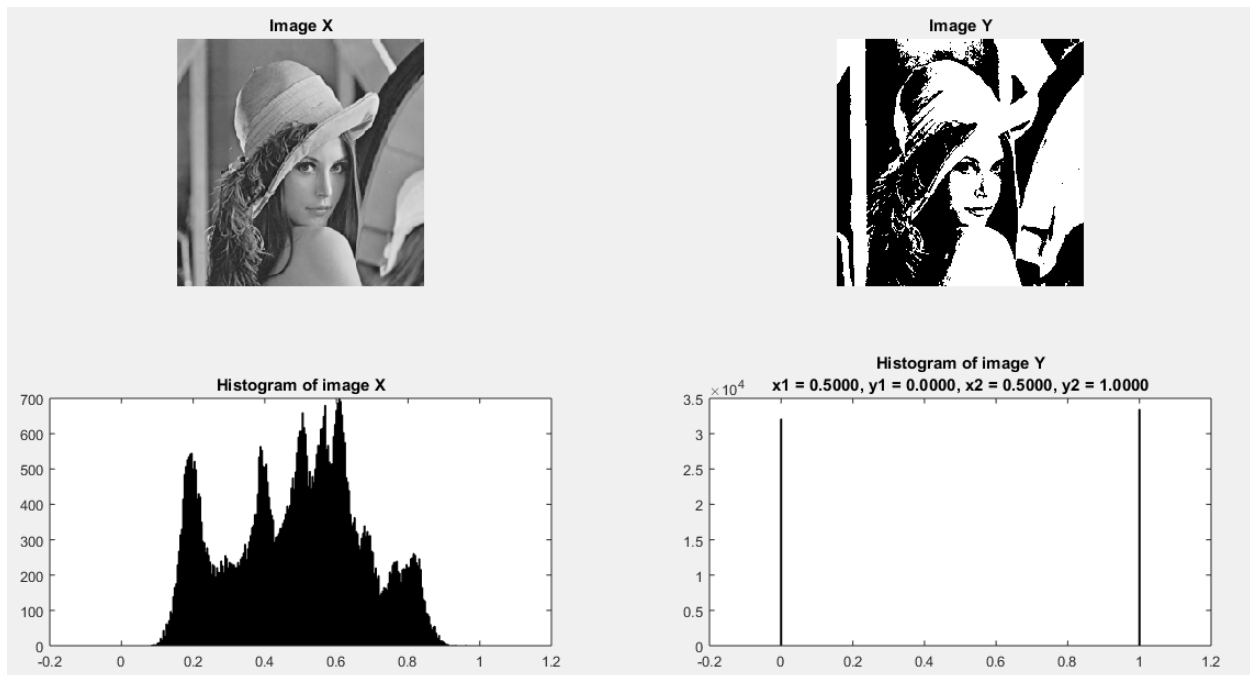 Image X
Image Y
Histogram of image X
700
600
500
400
300
200
100
0
-0.2 0 0.2 0.4 0.6 0.8 1 1.2
Histogram of image Y
×10⁴ x1 = 0.5000, y1 = 0.0000, x2 = 0.5000, y2 = 1.0000
3.5
3
2.5
2
1.5
1
0.5
0
-0.2 0 0.2 0.4 0.6 0.8 1 1.2